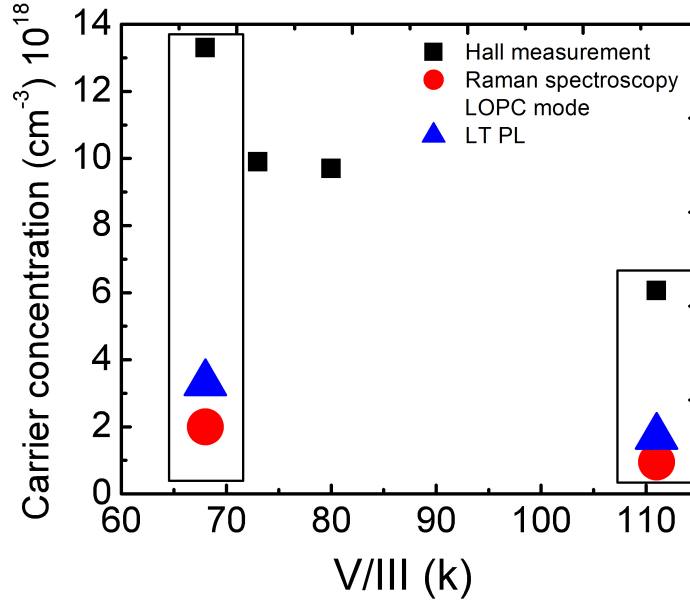 14
12
10
8
6
4
2
0
60
70
80
90
100
110
Carrier concentration (cm-3) 1018
V/III (k)
Hall measurement
Raman spectroscopy
LOPC mode
LT PL